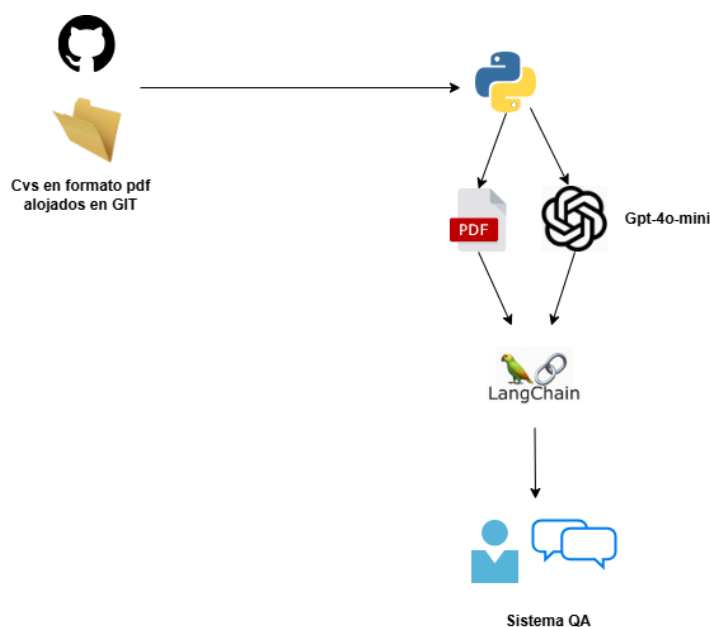 Cvs en formato pdf
alojados en GIT
PDF
Gpt-4o-mini
LangChain
Sistema QA